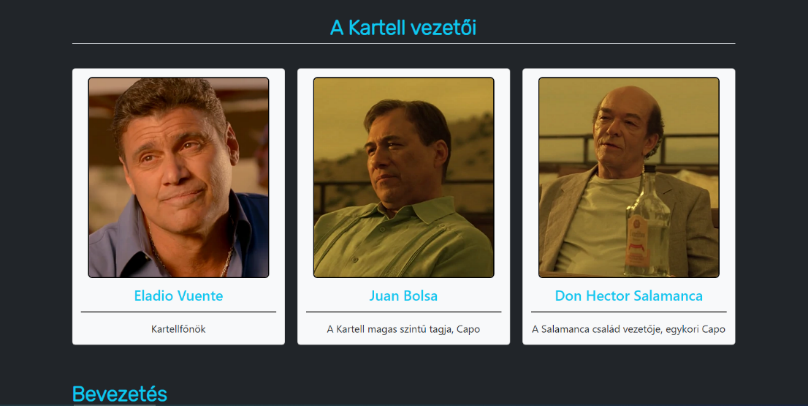 A Kartell vezetői
Eladio Vuente
Kartellfőnök
Juan Bolsa
A Kartell magas szintű tagja, Capo
Don Hector Salamanca
A Salamanca család vezetője, egykori Capo
Bevezetés